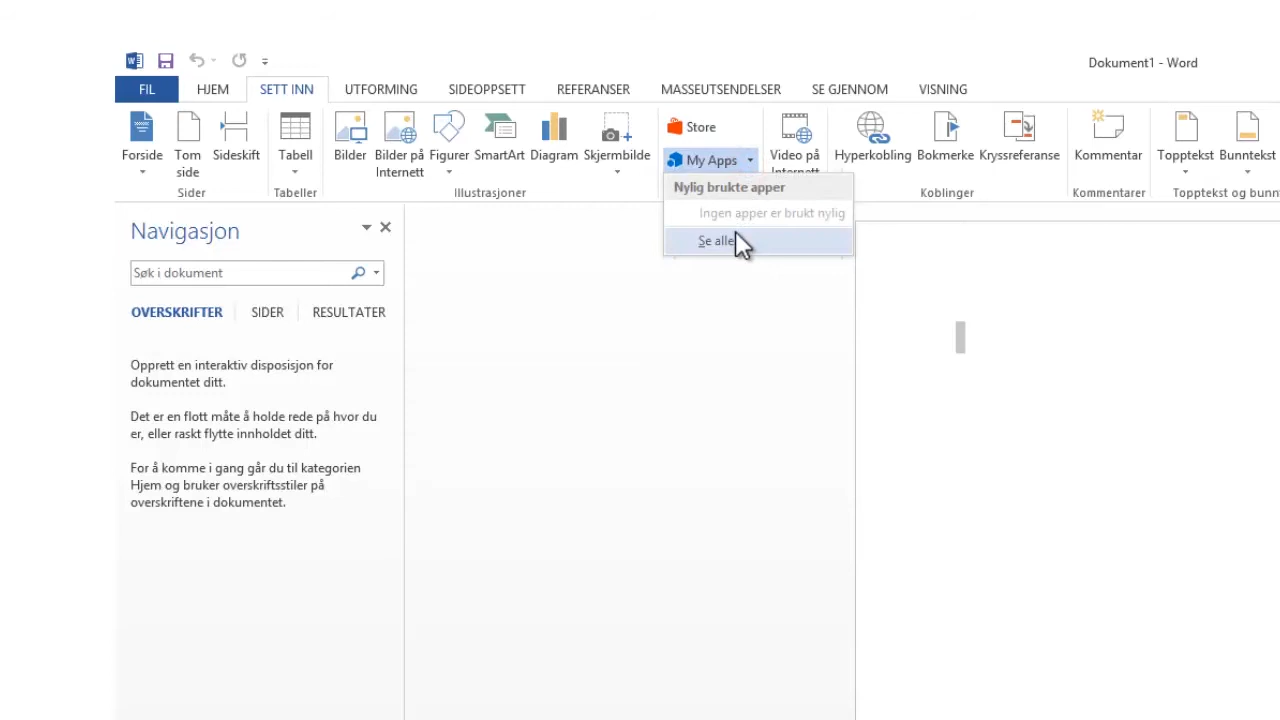 Dokument1 - Word
FIL HJEM SETT INN UTFORMING SIDEOPPSETT REFERANSER MASSEUTSENDELSER SE GJENNOM VISNING
Forside
Tom
side
Sideskift
Sider
Tabell
Tabeller
Bilder
Bilder på
Internett
Figurer
SmartArt
Diagram
Skjermbilde
Illustrasjoner
Store
My Apps
Nylig brukte apper
Ingen apper er brukt nylig
Se alle
Video på
Internett
Hyperkobling
Bokmerke
Kryssreferanse
Koblinger
Kommentar
Kommentarer
Topptekst
Bunntekst
Topptekst og bunn
Navigasjon
Søk i dokument
OVERSKRIFTER SIDER RESULTATER
Opprett en interaktiv disposisjon for
dokumentet ditt.
Det er en flott måte å holde rede på hvor du
er, eller raskt flytte innholdet ditt.
For å komme i gang går du til kategorien
Hjem og bruker overskriftsstiler på
overskriftene i dokumentet.